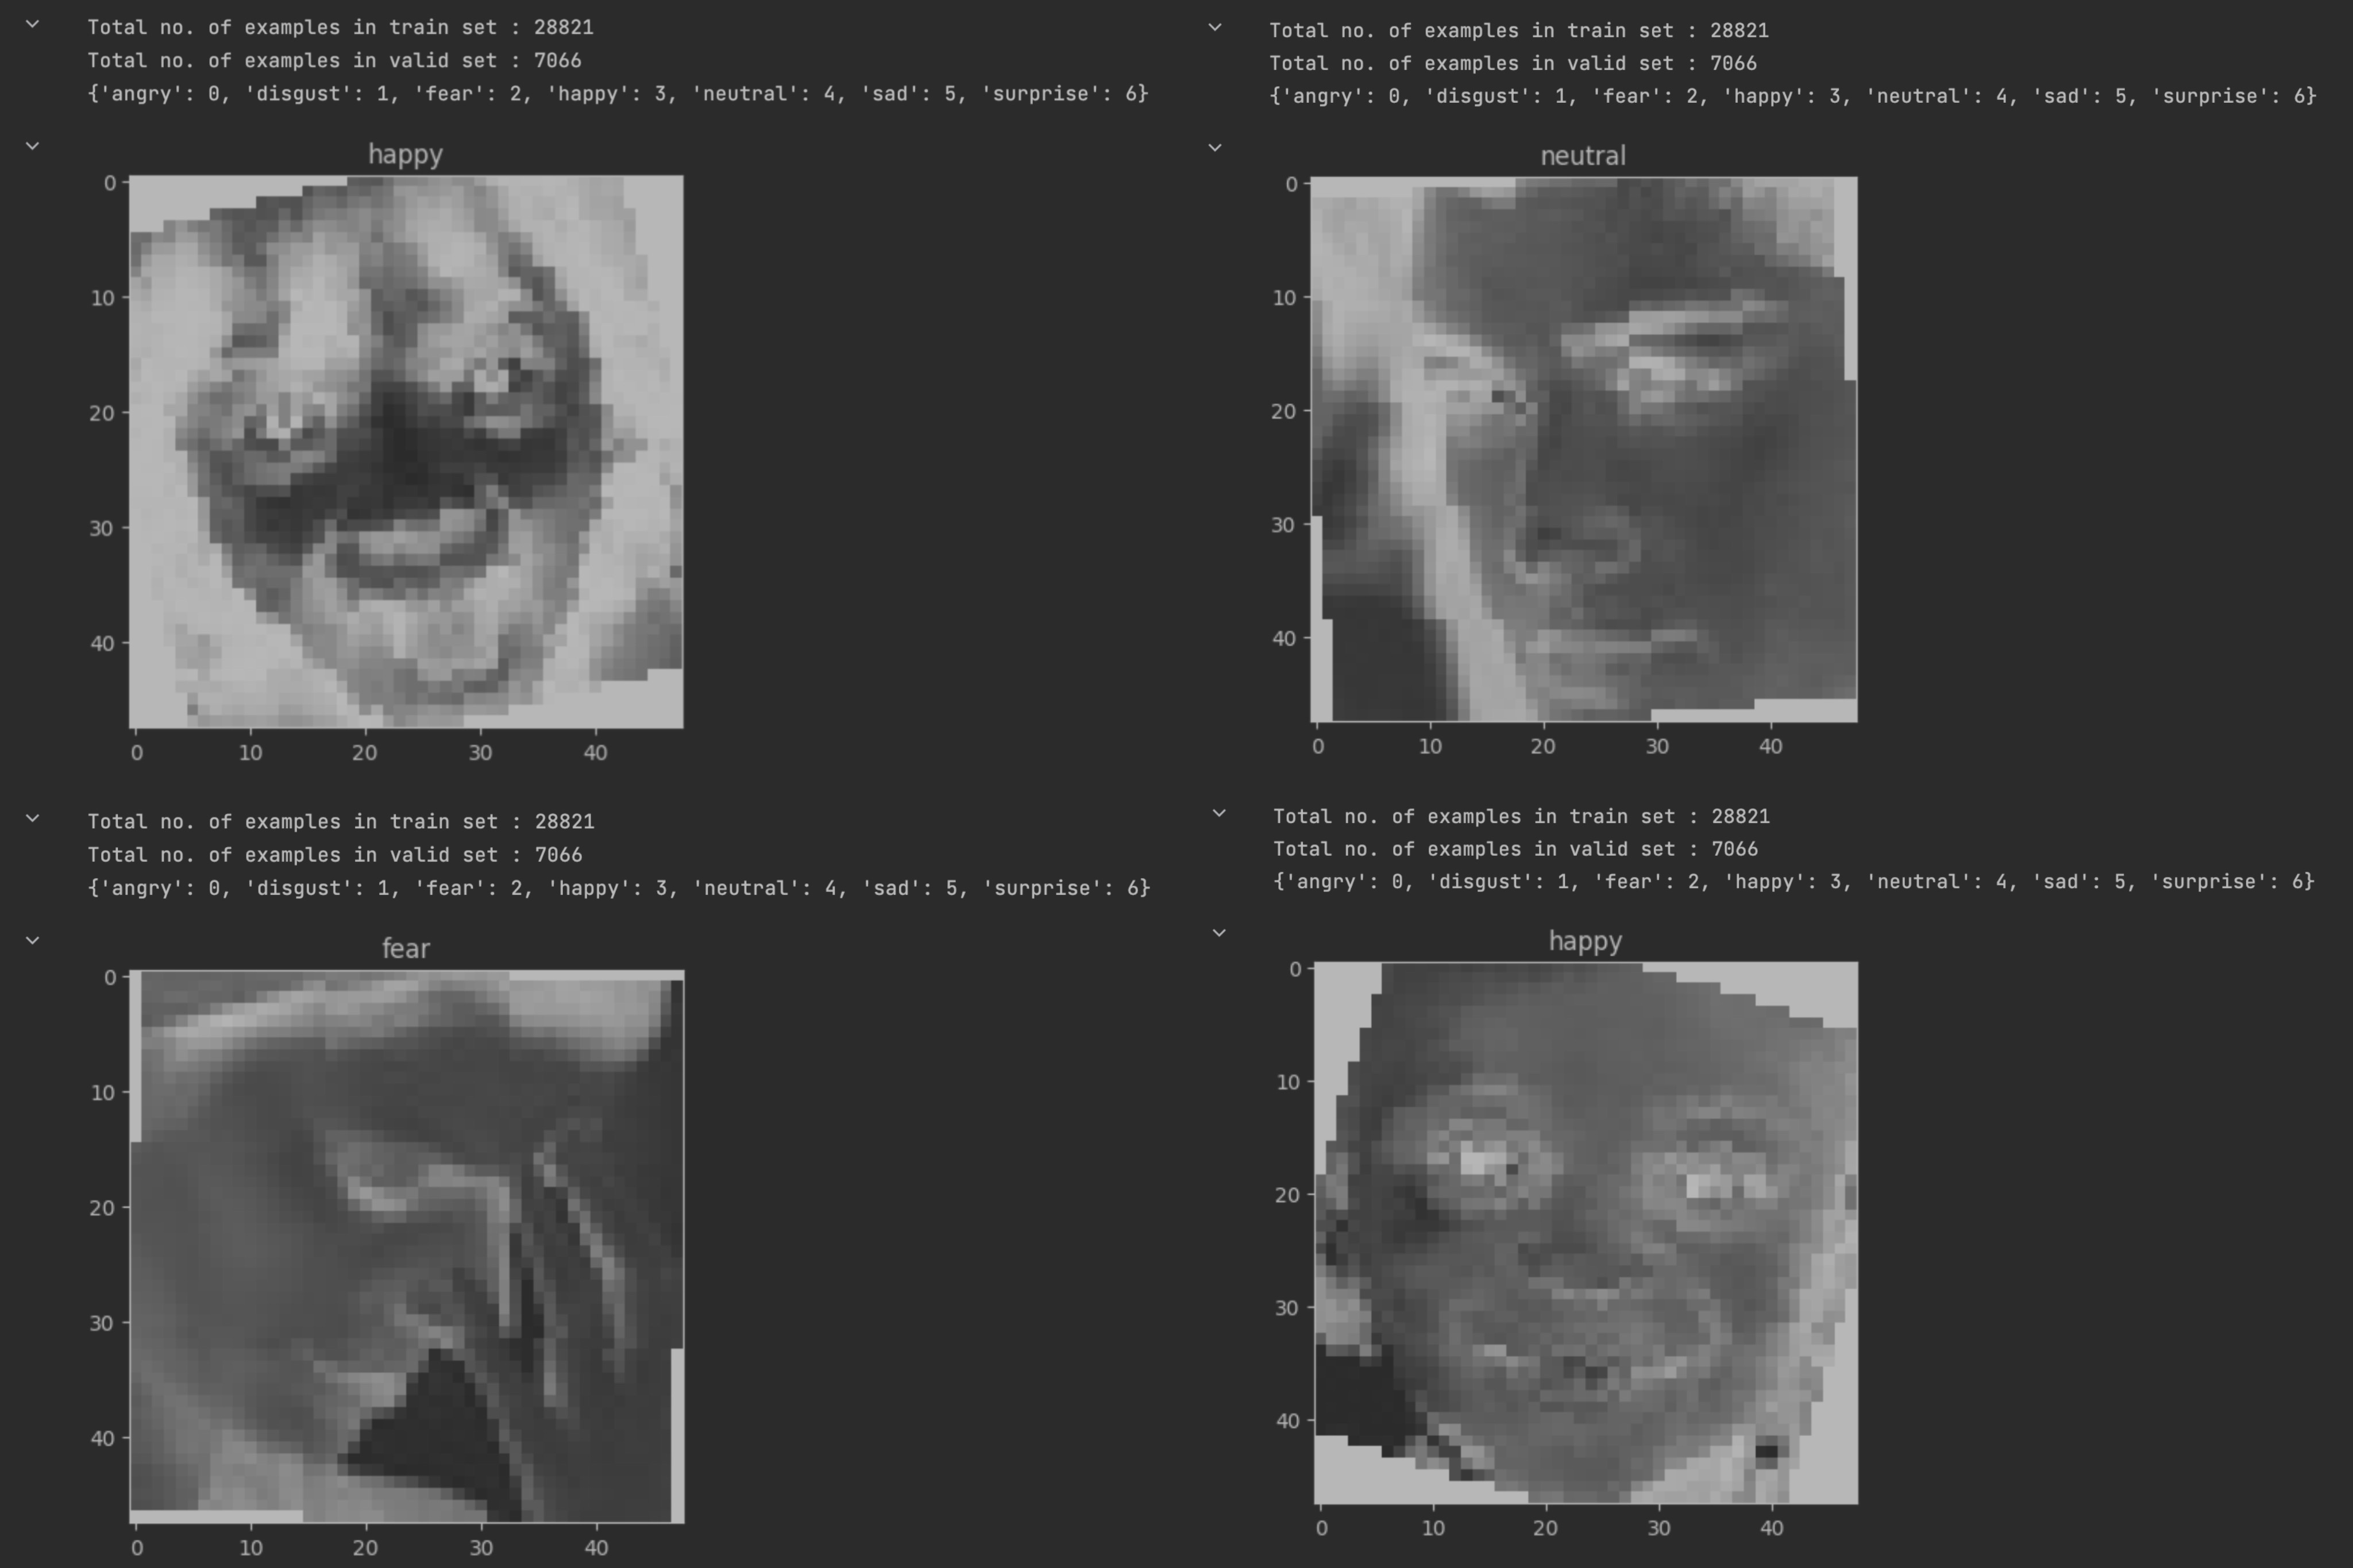 Total no. of examples in train set : 28821
Total no. of examples in valid set : 7066
{'angry': 0, 'disgust': 1, 'fear': 2, 'happy': 3, 'neutral': 4, 'sad': 5, 'surprise': 6}
happy
0
10
20
30
40
0 10 20 30 40
Total no. of examples in train set : 28821
Total no. of examples in valid set : 7066
{'angry': 0, 'disgust': 1, 'fear': 2, 'happy': 3, 'neutral': 4, 'sad': 5, 'surprise': 6}
neutral
0
10
20
30
40
0 10 20 30 40
Total no. of examples in train set : 28821
Total no. of examples in valid set : 7066
{'angry': 0, 'disgust': 1, 'fear': 2, 'happy': 3, 'neutral': 4, 'sad': 5, 'surprise': 6}
fear
0
10
20
30
40
0 10 20 30 40
Total no. of examples in train set : 28821
Total no. of examples in valid set : 7066
{'angry': 0, 'disgust': 1, 'fear': 2, 'happy': 3, 'neutral': 4, 'sad': 5, 'surprise': 6}
happy
0
10
20
30
40
0 10 20 30 40